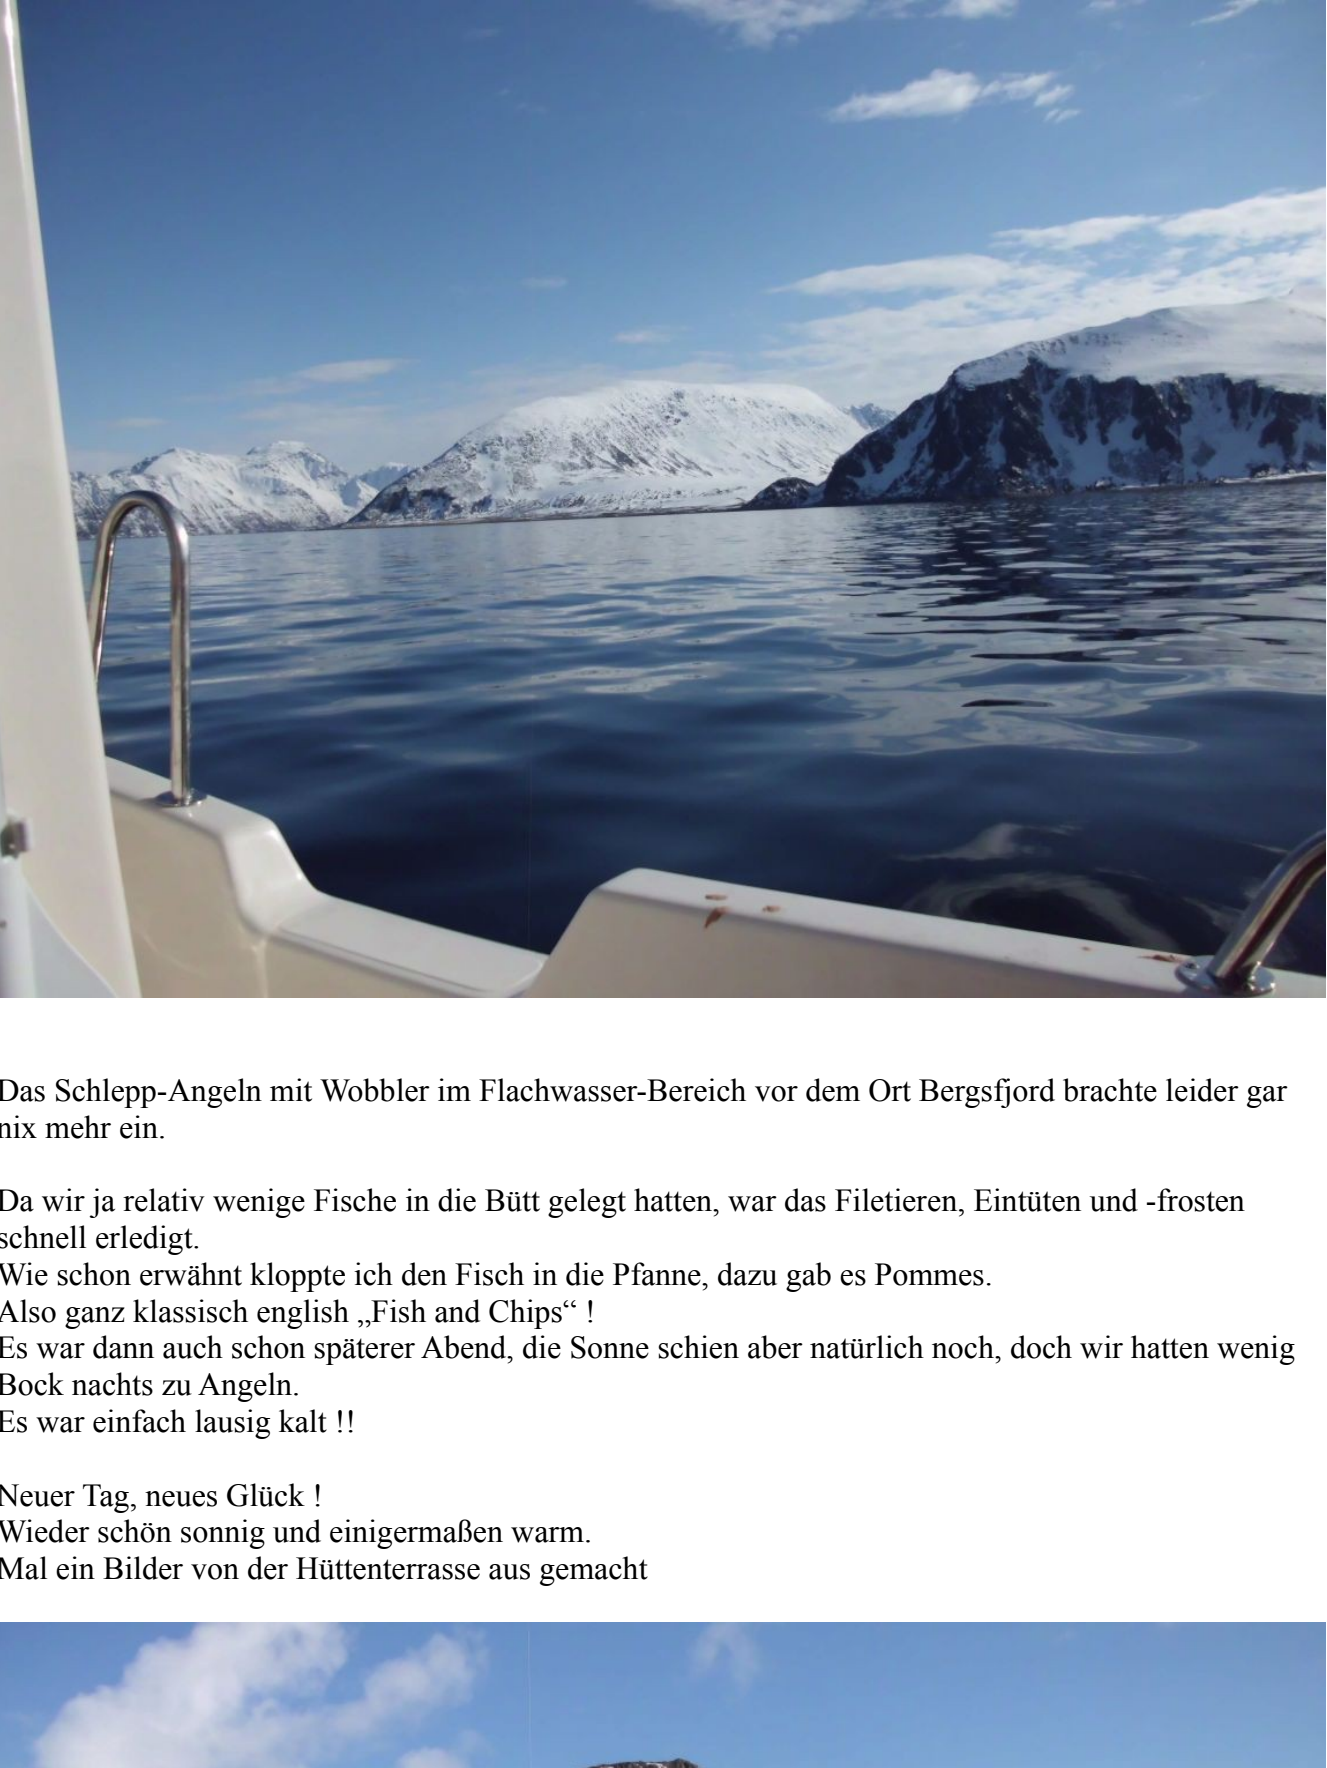 Das Schlepp-Angeln mit Wobbler im Flachwasser-Bereich vor dem Ort Bergsfjord brachte leider gar
nix mehr ein.
Da wir ja relativ wenige Fische in die Bütt gelegt hatten, war das Filetieren, Eintüten und -frosten
schnell erledigt.
Wie schon erwähnt kloppte ich den Fisch in die Pfanne, dazu gab es Pommes.
Also ganz klassisch english „Fish and Chips“ !
Es war dann auch schon späterer Abend, die Sonne schien aber natürlich noch, doch wir hatten wenig
Bock nachts zu Angeln.
Es war einfach lausig kalt !!
Neuer Tag, neues Glück !
Wieder schön sonnig und einigermaßen warm.
Mal ein Bilder von der Hüttenterrasse aus gemacht